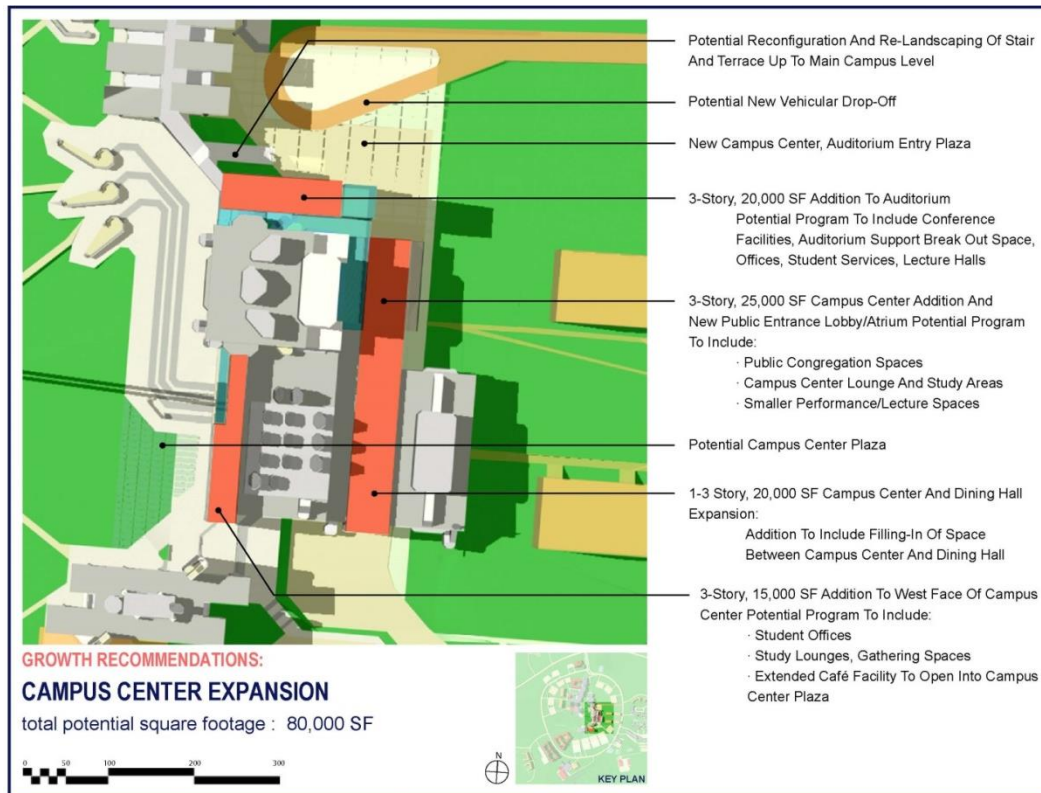 Potential Reconfiguration And Re-Landscaping Of Stair
And Terrace Up To Main Campus Level
Potential New Vehicular Drop-Off
New Campus Center, Auditorium Entry Plaza
3-Story, 20,000 SF Addition To Auditorium
Potential Program To Include Conference
Facilities, Auditorium Support Break Out Space,
Offices, Student Services, Lecture Halls
3-Story, 25,000 SF Campus Center Addition And
New Public Entrance Lobby/Atrium Potential Program
To Include:
· Public Congregation Spaces
· Campus Center Lounge And Study Areas
· Smaller Performance/Lecture Spaces
Potential Campus Center Plaza
1-3 Story, 20,000 SF Campus Center And Dining Hall
Expansion:
Addition To Include Filling-In Of Space
Between Campus Center And Dining Hall
3-Story, 15,000 SF Addition To West Face Of Campus
Center Potential Program To Include:
· Student Offices
· Study Lounges, Gathering Spaces
· Extended Café Facility To Open Into Campus
Center Plaza
GROWTH RECOMMENDATIONS:
CAMPUS CENTER EXPANSION
total potential square footage : 80,000 SF
0 50 100 200 300
N
KEY PLAN